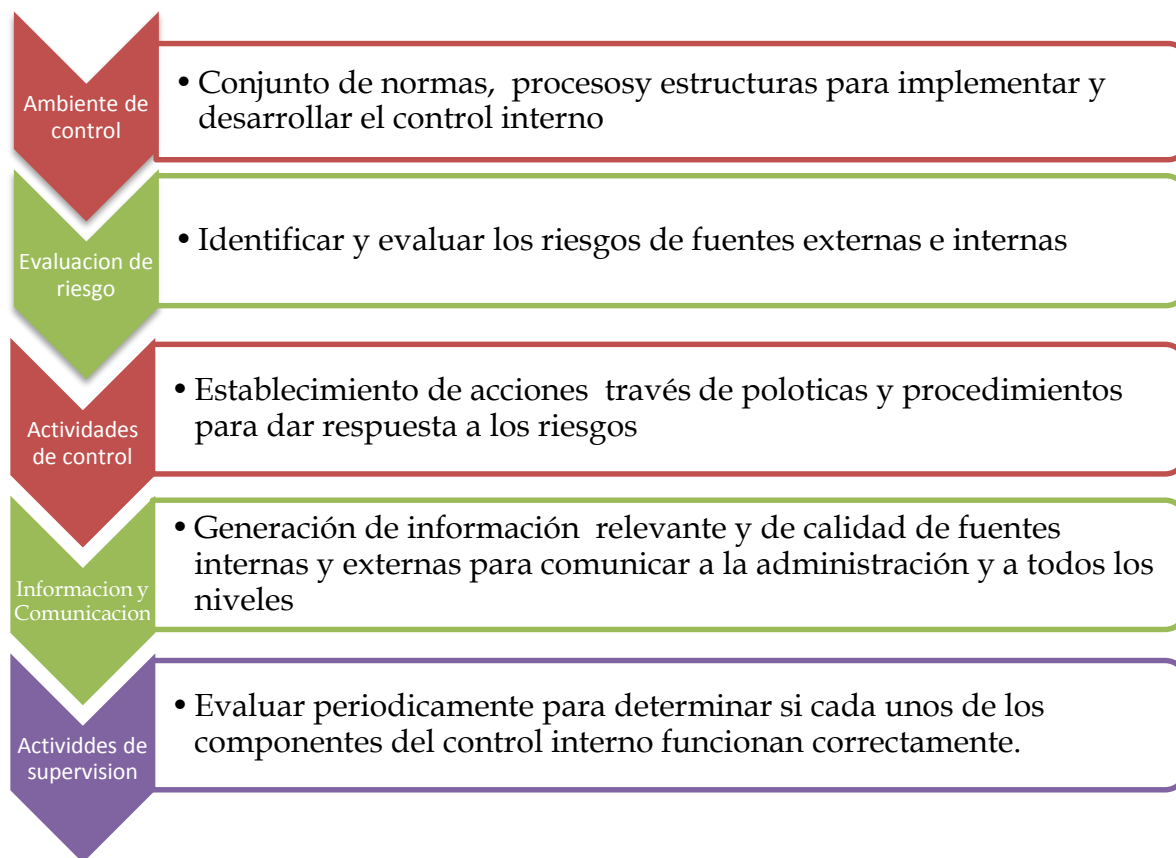 Ambiente de
control
• Conjunto de normas,  procesosy estructuras para implementar y
desarrollar el control interno
Evaluacion de
riesgo
• Identificar y evaluar los riesgos de fuentes externas e internas
Actividades
de control
• Establecimiento de acciones  través de poloticas y procedimientos
para dar respuesta a los riesgos
Informacion y
Comunicacion
• Generación de información  relevante y de calidad de fuentes
internas y externas para comunicar a la administración y a todos los
niveles
Actividdes de
supervision
• Evaluar periodicamente para determinar si cada unos de los
componentes del control interno funcionan correctamente.